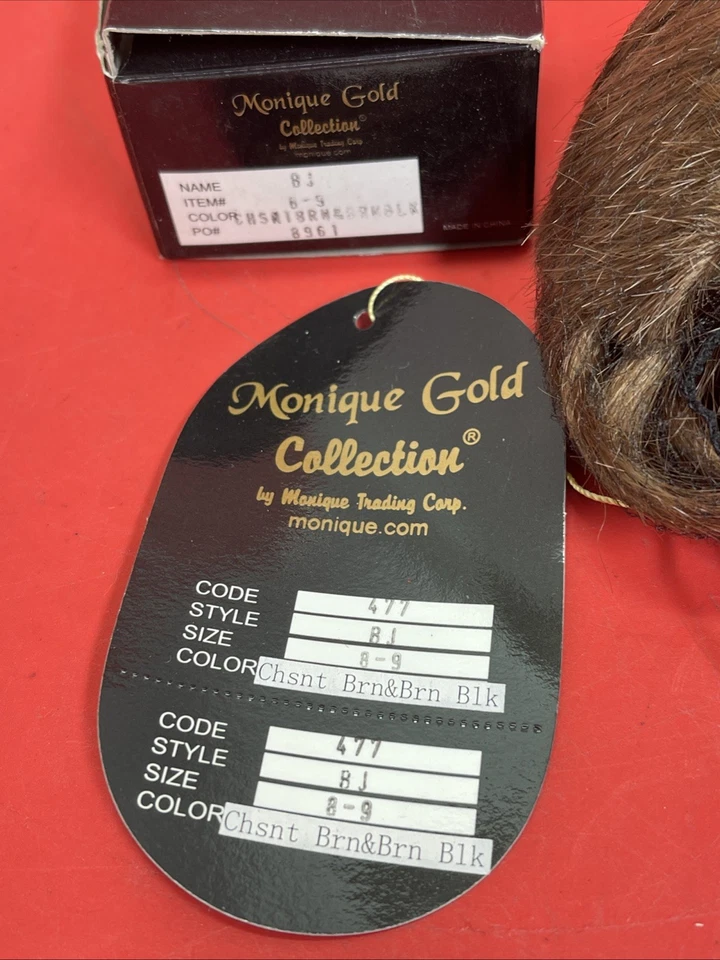 Monique Gold
Collection®
by Monique Trading Corp
monique.com
NAME BJ
ITEM# 8-9
COLOR
PO# 8961
MADE IN CHINA
Monique Gold
Collection®
by Monique Trading Corp.
monique.com
CODE 477
STYLE BJ
SIZE 8-9
COLOR Chsnt Brn&Brn Blk
CODE 477
STYLE BJ
SIZE 8-9
COLOR Chsnt Brn&Brn Blk